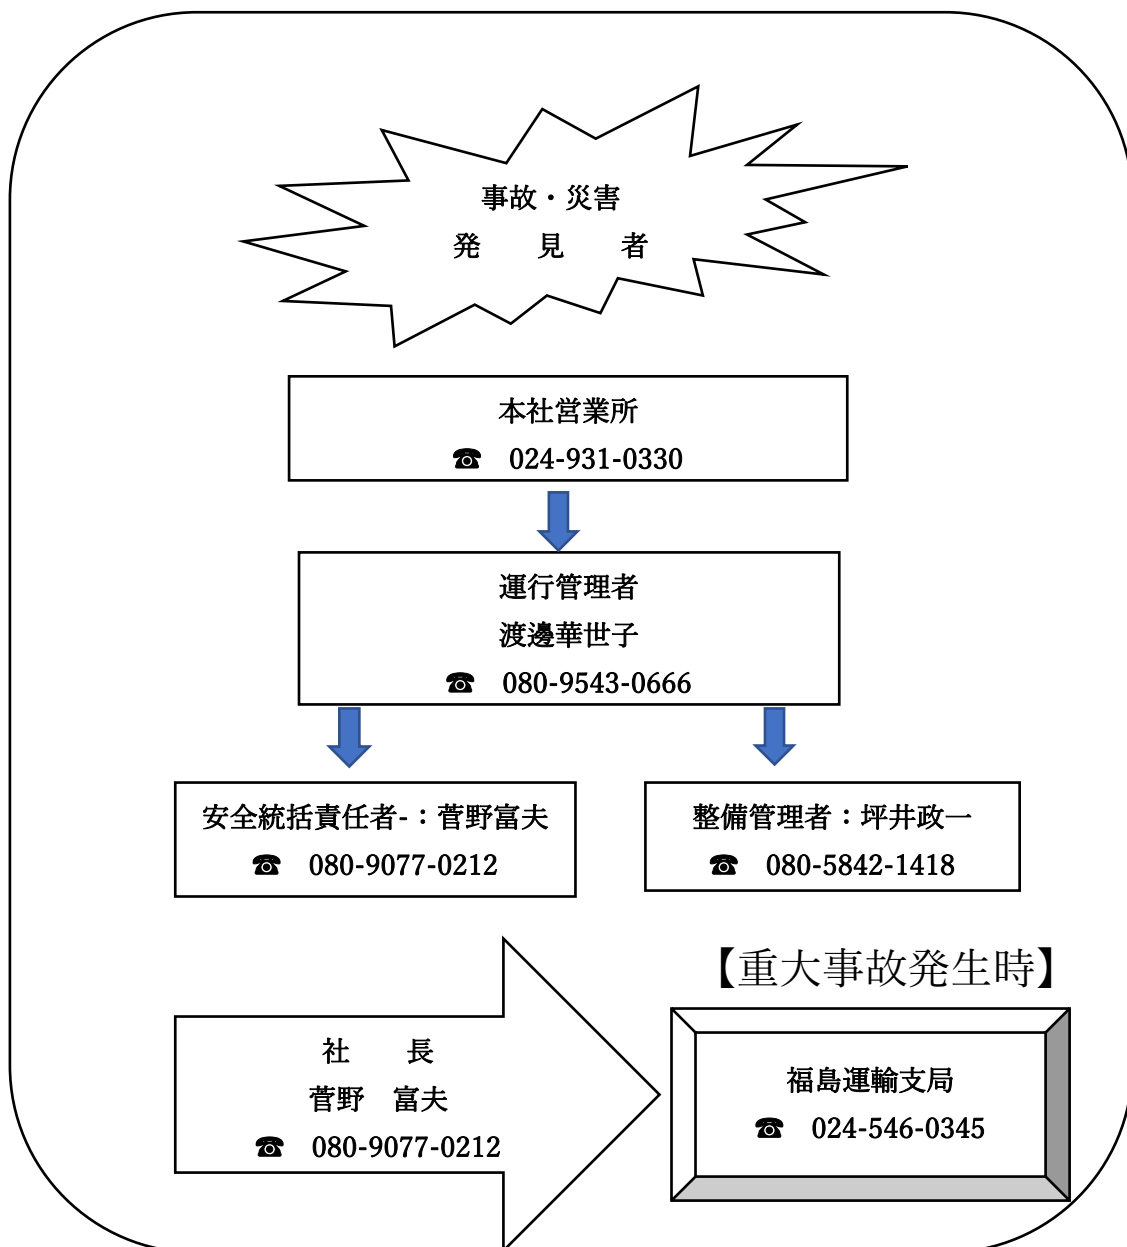 事故・災害
発　見　者
本社営業所
☎　024-931-0330
運行管理者
渡邊華世子
☎　080-9543-0666
安全統括責任者-：菅野富夫
☎　080-9077-0212
整備管理者：坪井政一
☎　080-5842-1418
【重大事故発生時】
社　　長
菅野　富夫
☎　080-9077-0212
福島運輸支局
☎　024-546-0345